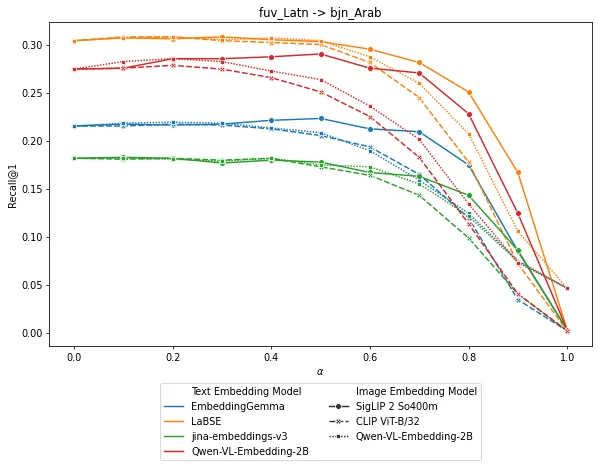 fuv_Latn -> bjn_Arab
Recall@1
0.30
0.25
0.20
0.15
0.10
0.05
0.00
0.0 0.2 0.4 0.6 0.8 1.0
α
Text Embedding Model Image Embedding Model
EmbeddingGemma SigLIP 2 So400m
LaBSE CLIP ViT-B/32
jina-embeddings-v3 Qwen-VL-Embedding-2B
Qwen-VL-Embedding-2B